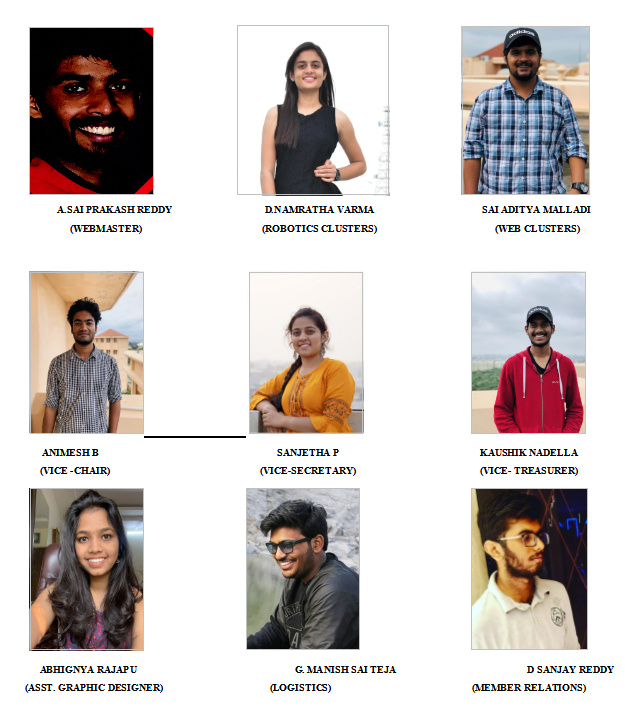 A.SAI PRAKASH REDDY
(WEBMASTER)
D.NAMRATHA VARMA
(ROBOTICS CLUSTERS)
SAI ADITYA MALLADI
(WEB CLUSTERS)
ANIMESH B
(VICE -CHAIR)
SANJETHA P
(VICE-SECRETARY)
KAUSHIK NADELLA
(VICE- TREASURER)
ABHIGNYA RAJAPU
(ASST. GRAPHIC DESIGNER)
G. MANISH SAI TEJA
(LOGISTICS)
D SANJAY REDDY
(MEMBER RELATIONS)